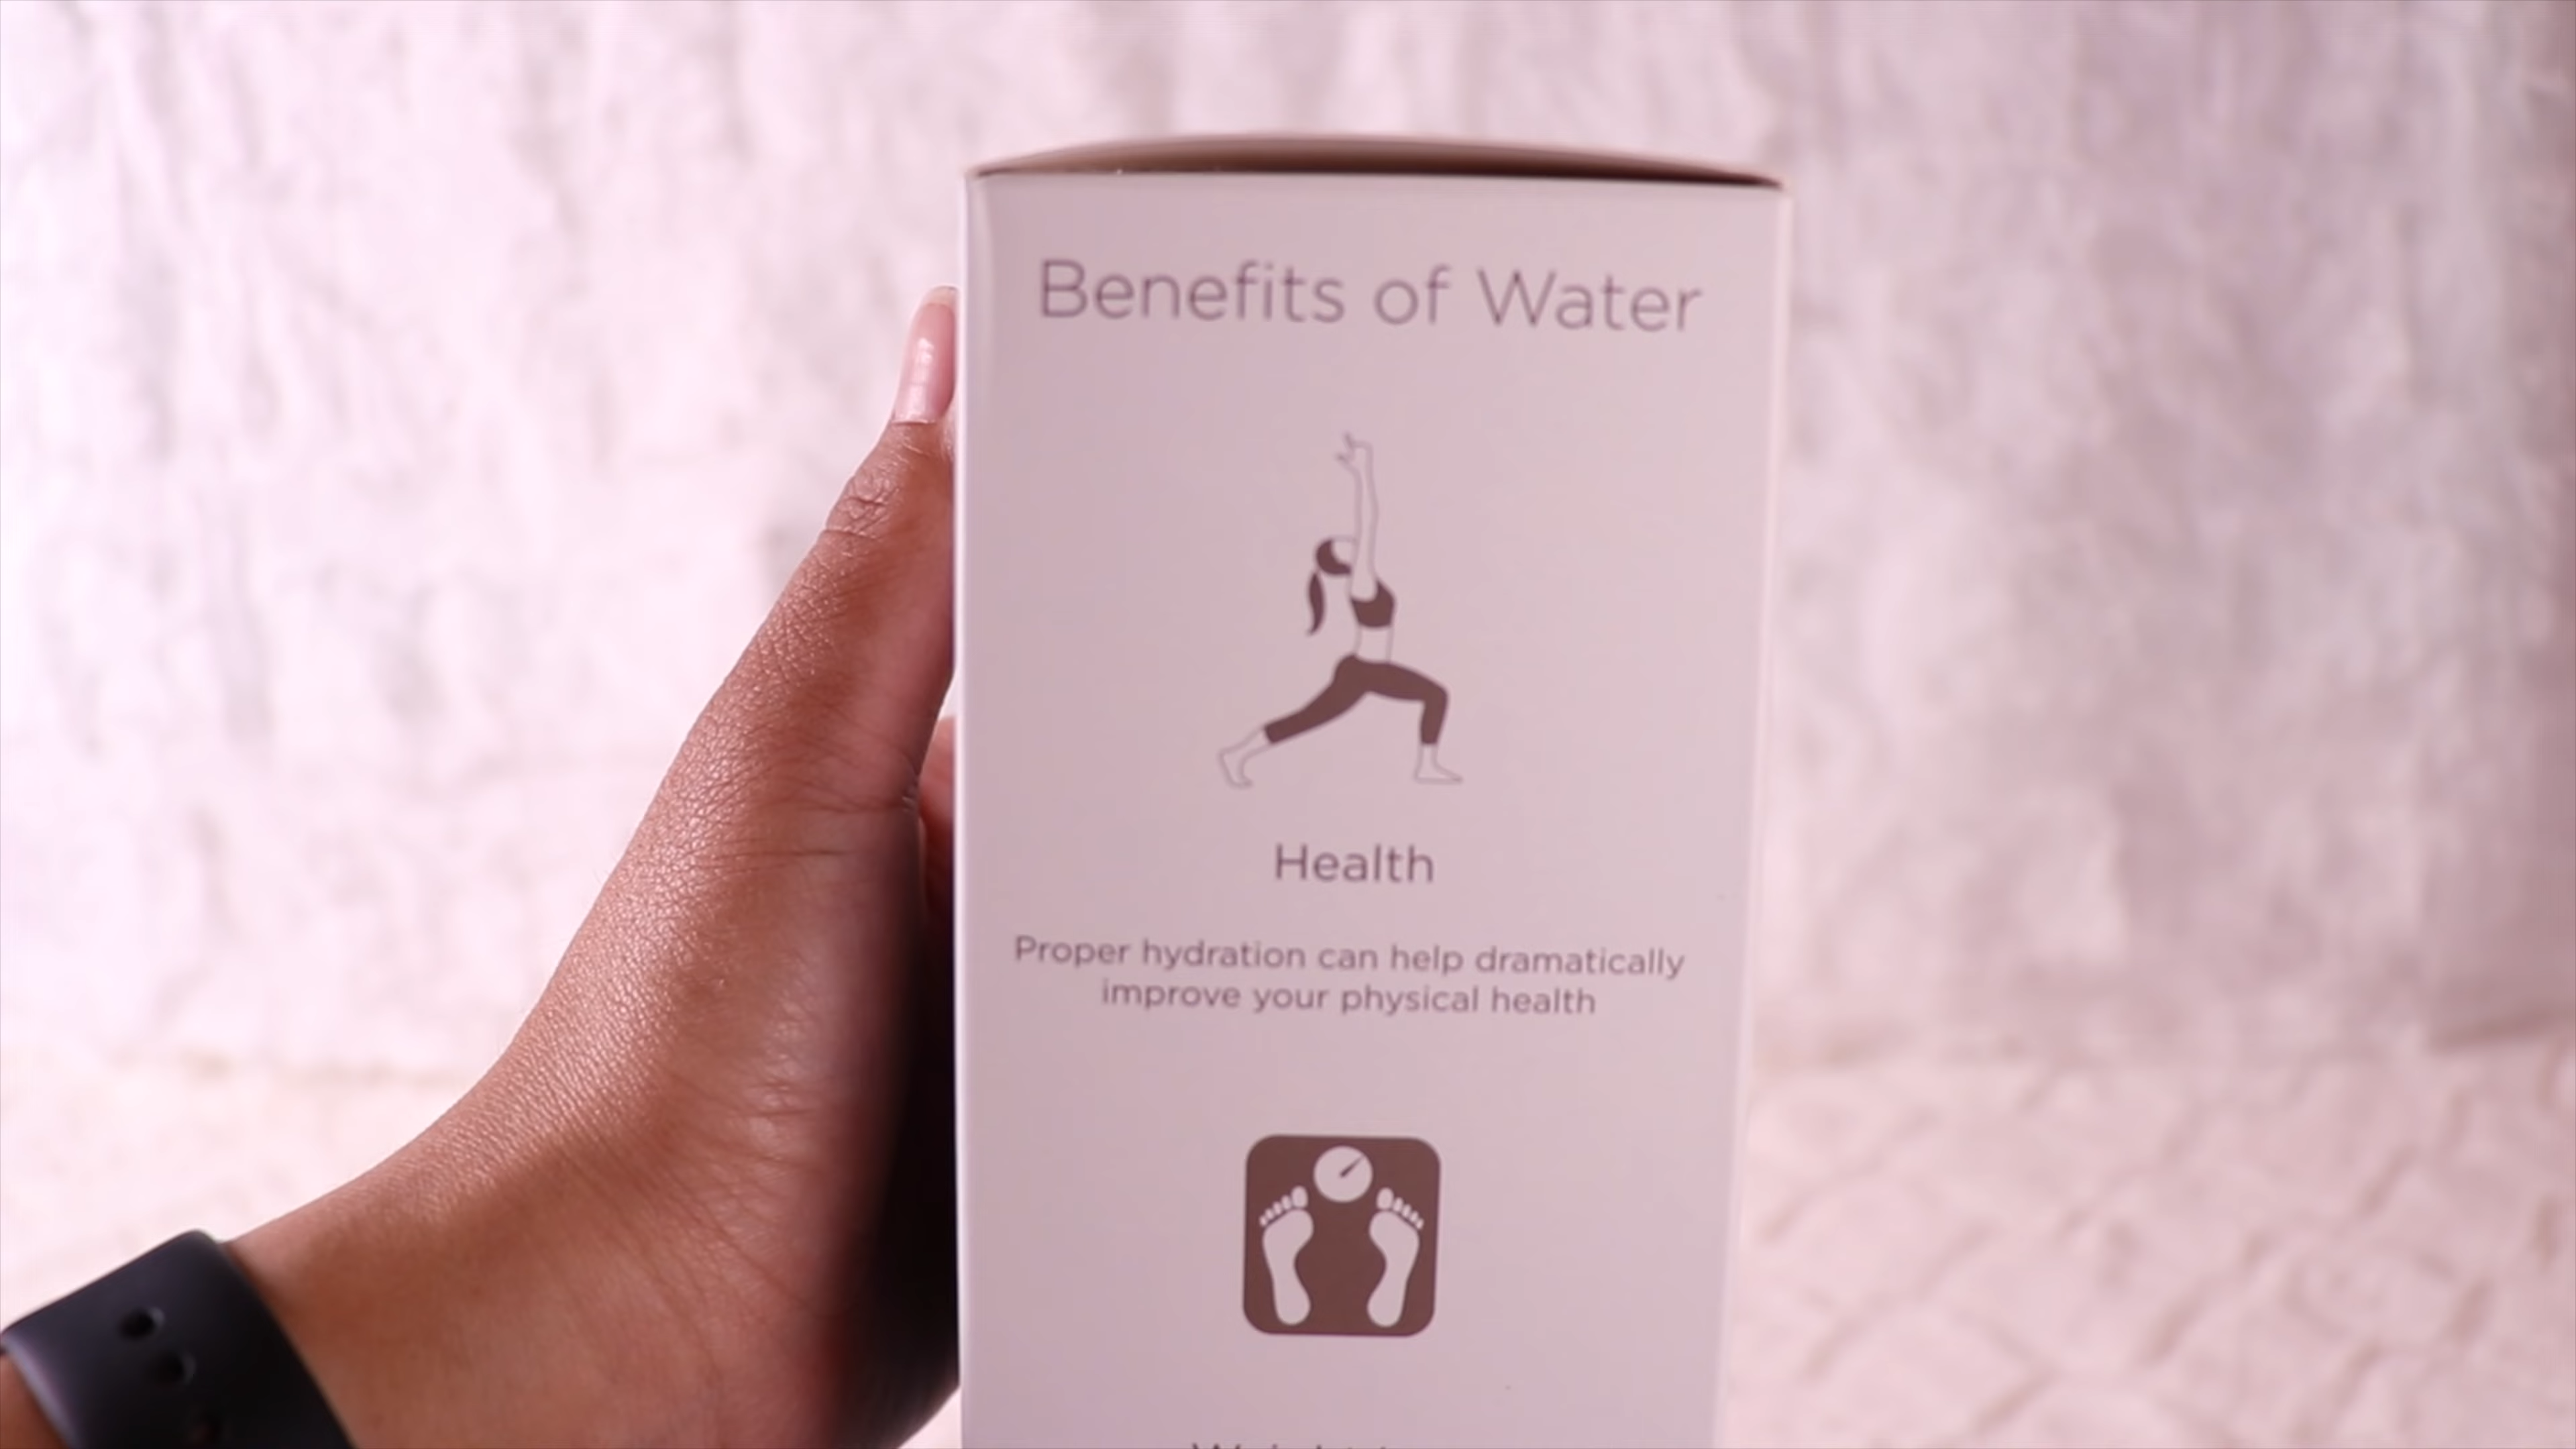 Benefits of Water
Health
Proper hydration can help dramatically
improve your physical health